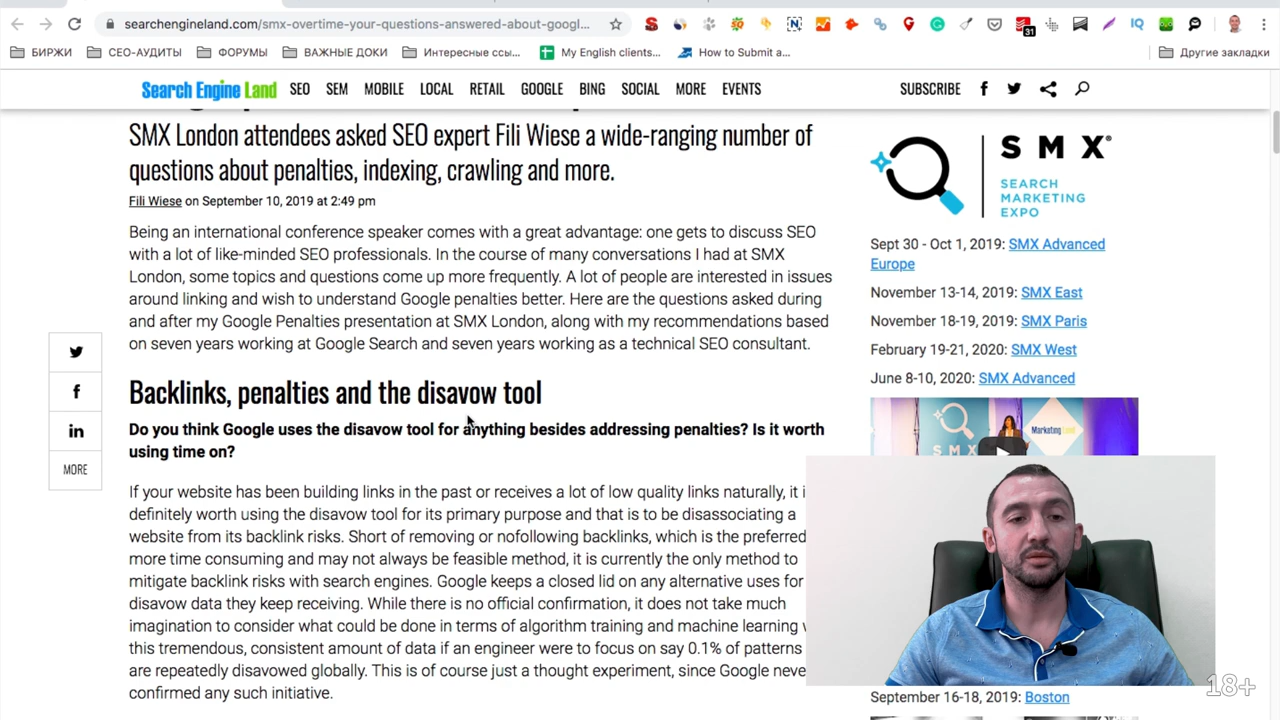 searchengineland.com/smx-overtime-your-questions-answered-about-googl...
31
БИРЖИ
СЕО-АУДИТЫ
ФОРУМЫ
ВАЖНЫЕ ДОКИ
Интересные ссы...
My English clients...
How to Submit a...
Другие закладки
Search Engine Land
SEO SEM MOBILE LOCAL RETAIL GOOGLE BING SOCIAL MORE EVENTS
SUBSCRIBE
SMX London attendees asked SEO expert Fili Wiese a wide-ranging number of
questions about penalties, indexing, crawling and more.
Fili Wiese on September 10, 2019 at 2:49 pm
Being an international conference speaker comes with a great advantage: one gets to discuss SEO
with a lot of like-minded SEO professionals. In the course of many conversations I had at SMX
London, some topics and questions come up more frequently. A lot of people are interested in issues
around linking and wish to understand Google penalties better. Here are the questions asked during
and after my Google Penalties presentation at SMX London, along with my recommendations based
on seven years working at Google Search and seven years working as a technical SEO consultant.
MORE
Backlinks, penalties and the disavow tool
Do you think Google uses the disavow tool for anything besides addressing penalties? Is it worth
using time on?
If your website has been building links in the past or receives a lot of low quality links naturally, it i
definitely worth using the disavow tool for its primary purpose and that is to be disassociating a
website from its backlink risks. Short of removing or nofollowing backlinks, which is the preferred
more time consuming and may not always be feasible method, it is currently the only method to
mitigate backlink risks with search engines. Google keeps a closed lid on any alternative uses for
disavow data they keep receiving. While there is no official confirmation, it does not take much
imagination to consider what could be done in terms of algorithm training and machine learning
this tremendous, consistent amount of data if an engineer were to focus on say 0.1% of patterns
are repeatedly disavowed globally. This is of course just a thought experiment, since Google neve
confirmed any such initiative.
SMX®
SEARCH
MARKETING
EXPO
Sept 30 - Oct 1, 2019: SMX Advanced
Europe
November 13-14, 2019: SMX East
November 18-19, 2019: SMX Paris
February 19-21, 2020: SMX West
June 8-10, 2020: SMX Advanced
SMX
Marketing Land
September 16-18, 2019: Boston
18+